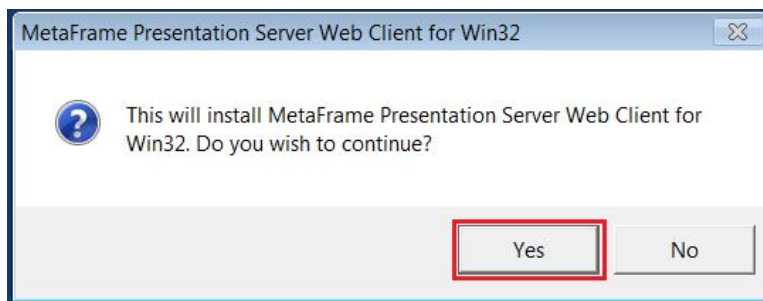 MetaFrame Presentation Server Web Client for Win32
This will install MetaFrame Presentation Server Web Client for
Win32. Do you wish to continue?
Yes
No